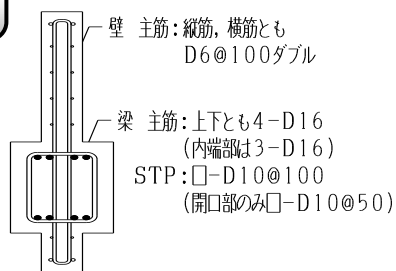 壁 主筋:縦筋, 横筋とも
D6@100ダブル
梁 主筋:上下とも4-D16
(内端部は3-D16)
STP:□-D10@100
(開口部のみ□-D10@50)